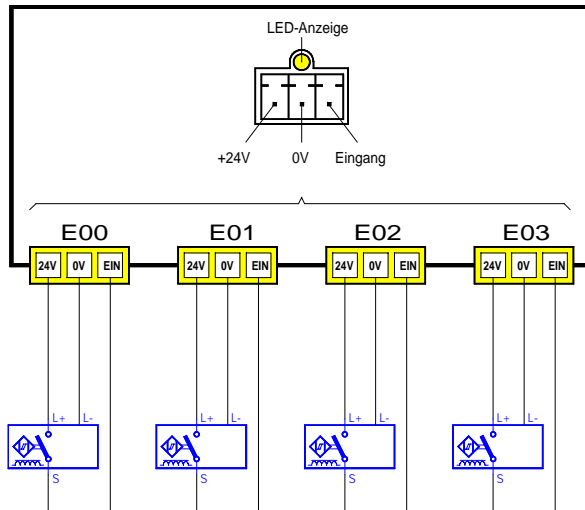 LED-Anzeige
+24V 0V Eingang
E00 E01 E02 E03
24V 0V EIN 24V 0V EIN 24V 0V EIN 24V 0V EIN
L+ L- L+ L- L+ L- L+ L-
S S S S